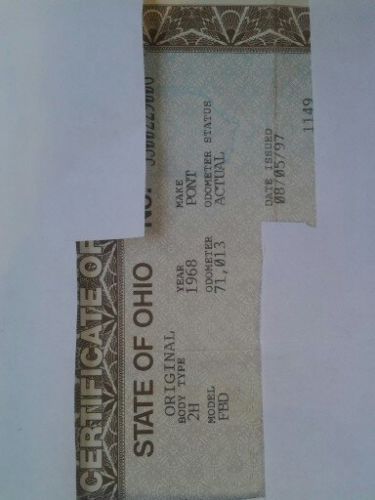 CERTIFICATE OF
STATE OF OHIO NO.
ORIGINAL
BODY TYPE YEAR MAKE
2H 1968 PONT
MODEL ODOMETER ODOMETER STATUS
FBD 71,013 ACTUAL
DATE ISSUED
08/05/97
1149